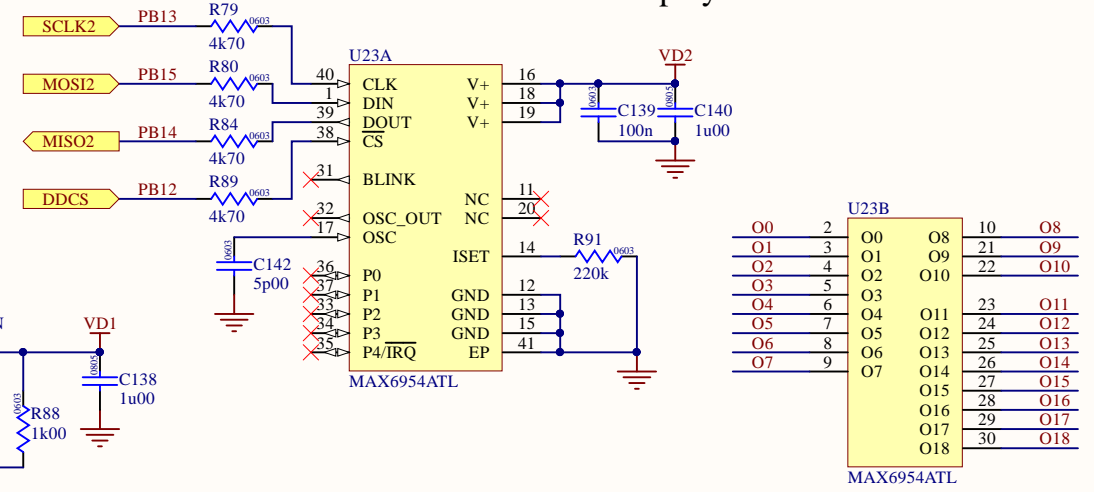 SCLK2 PB13 R79 0603 4k70
MOSI2 PB15 R80 0603 4k70
MISO2 PB14 R84 0603 4k70
DDCS PB12 R89 0603 4k70
U23A
40 CLK V+ 16
1 DIN V+ 18
39 DOUT V+ 19
38 CS
31 BLINK
NC 11
32 OSC_OUT NC 20
17 OSC
ISET 14
36 P0
37 P1 GND 12
33 P2 GND 13
34 P3 GND 15
35 P4/IRQ EP 41
MAX6954ATL
VD2
0603 C139 100n
0805 C140 1u00
R91 0603 220k
0603 C142 5p00
VD1
0805 C138 1u00
0603 R88 1k00
U23B
O0 2 O0 O8 10 O8
O1 3 O1 O9 21 O9
O2 4 O2 O10 22 O10
O3 5 O3
O4 6 O4 O11 23 O11
O5 7 O5 O12 24 O12
O6 8 O6 O13 25 O13
O7 9 O7 O14 26 O14
O15 27 O15
O16 28 O16
O17 29 O17
O18 30 O18
MAX6954ATL